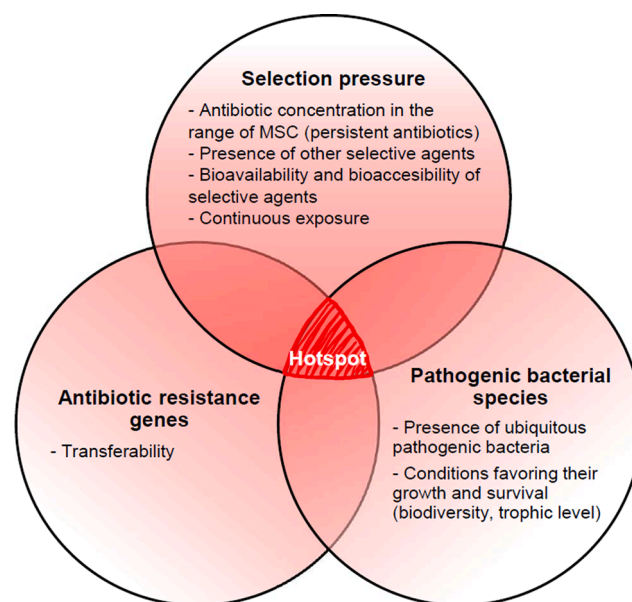 Selection pressure
- Antibiotic concentration in the
range of MSC (persistent antibiotics)
- Presence of other selective agents
- Bioavailability and bioaccesibility of
selective agents
- Continuous exposure
Hotspot
Antibiotic resistance
genes
- Transferability
Pathogenic bacterial
species
- Presence of ubiquitous
pathogenic bacteria
- Conditions favoring their
growth and survival
(biodiversity, trophic level)